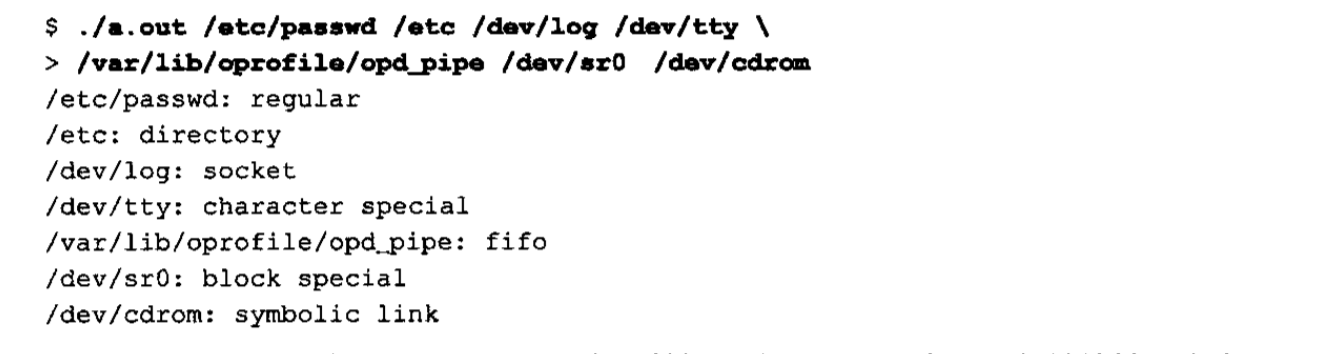 $ ./a.out /etc/passwd /etc /dev/log /dev/tty \
> /var/lib/oprofile/opd_pipe /dev/sr0  /dev/cdrom
/etc/passwd: regular
/etc: directory
/dev/log: socket
/dev/tty: character special
/var/lib/oprofile/opd_pipe: fifo
/dev/sr0: block special
/dev/cdrom: symbolic link